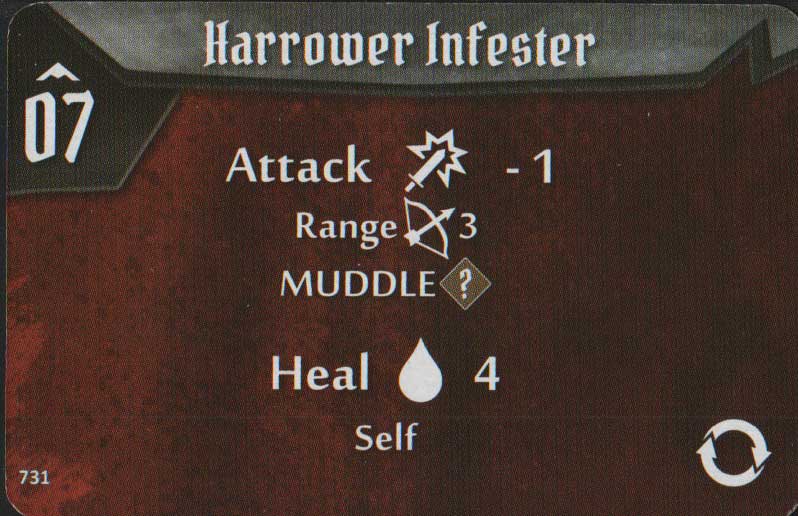 Harrower Infester
07
Attack - 1
Range 3
MUDDLE ?
Heal 4
Self
731